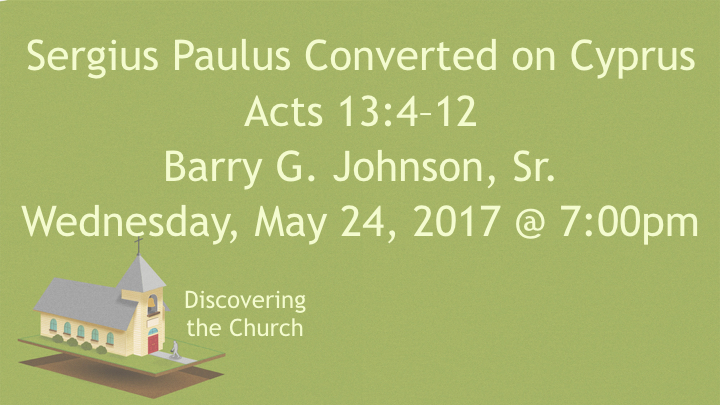 Sergius Paulus Converted on Cyprus
Acts 13:4–12
Barry G. Johnson, Sr.
Wednesday, May 24, 2017 @ 7:00pm
Discovering
the Church